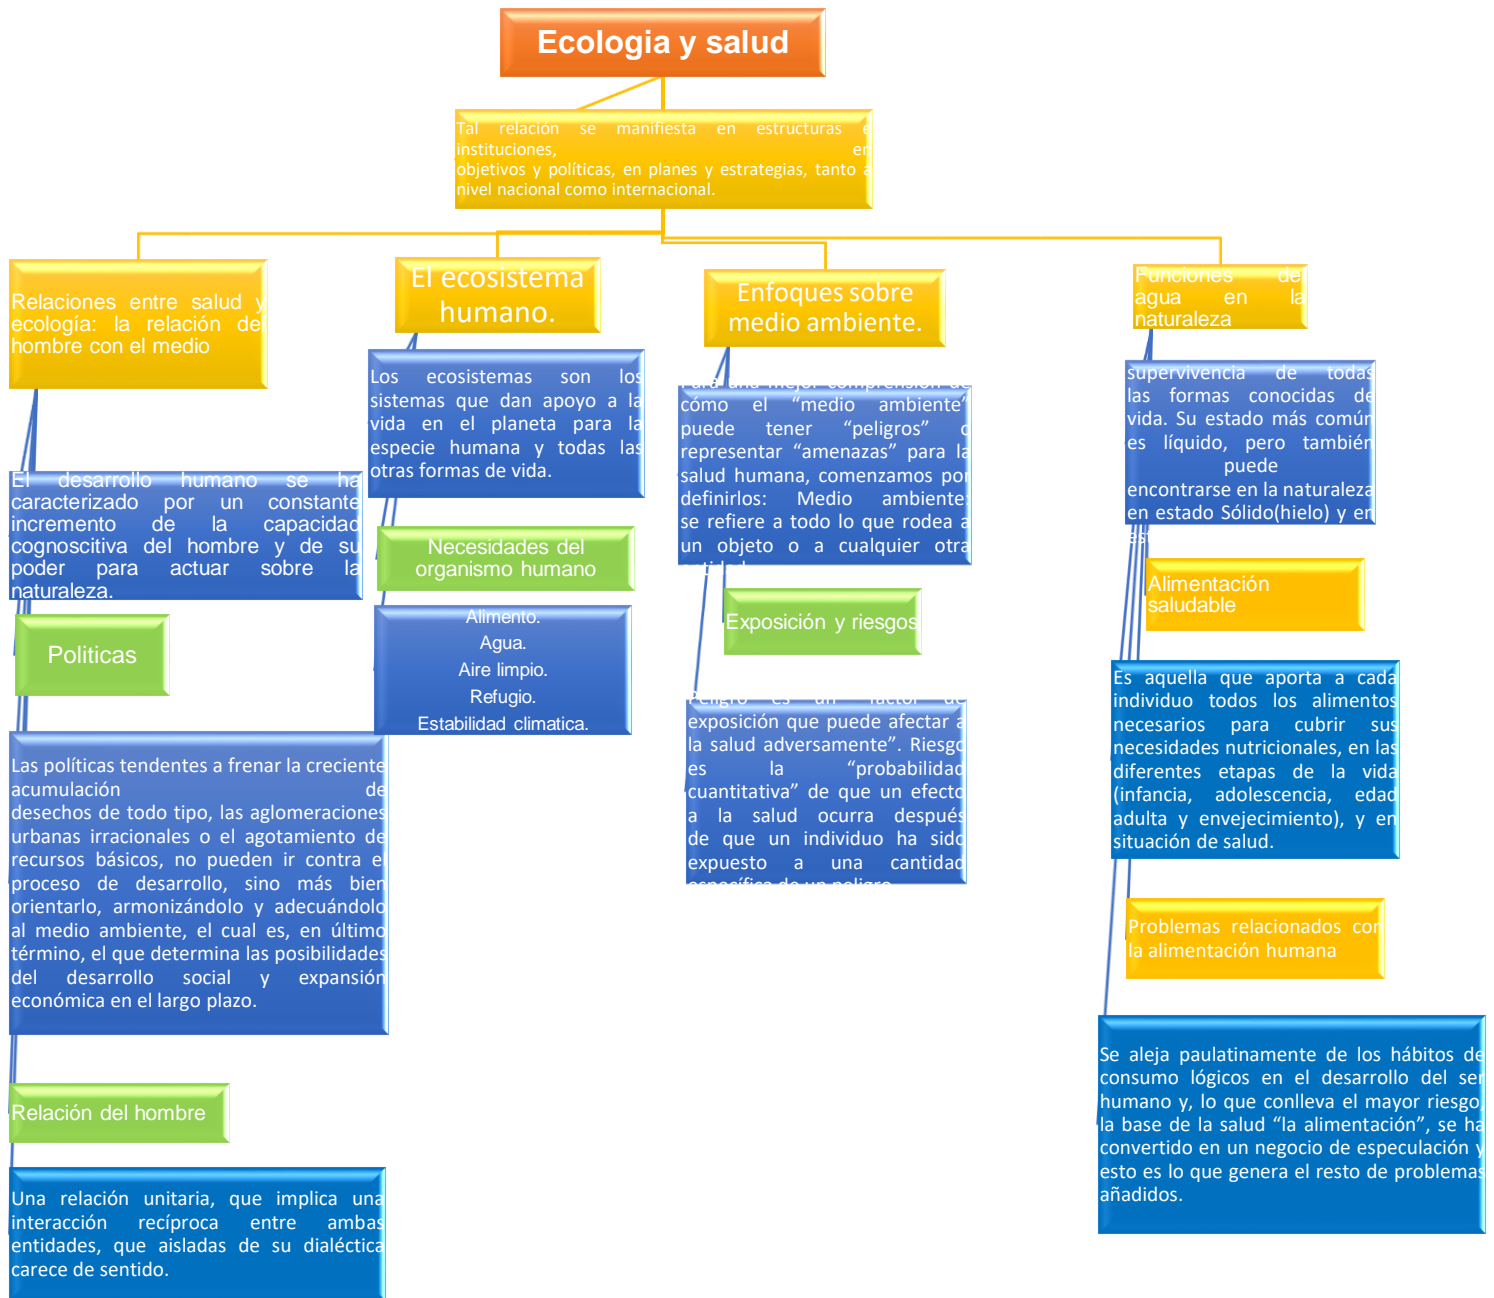 Ecologia y salud
Tal relación se manifiesta en estructuras e
instituciones, en
objetivos y políticas, en planes y estrategias, tanto a
nivel nacional como internacional.
Relaciones entre salud y
ecología: la relación del
hombre con el medio
El desarrollo humano se ha
caracterizado por un constante
incremento de la capacidad
cognoscitiva del hombre y de su
poder para actuar sobre la
naturaleza.
Politicas
Las políticas tendentes a frenar la creciente
acumulación de
desechos de todo tipo, las aglomeraciones
urbanas irracionales o el agotamiento de
recursos básicos, no pueden ir contra el
proceso de desarrollo, sino más bien
orientarlo, armonizándolo y adecuándolo
al medio ambiente, el cual es, en último
término, el que determina las posibilidades
del desarrollo social y expansión
económica en el largo plazo.
Relación del hombre
Una relación unitaria, que implica una
interacción recíproca entre ambas
entidades, que aisladas de su dialéctica
carece de sentido.
El ecosistema
humano.
Los ecosistemas son los
sistemas que dan apoyo a la
vida en el planeta para la
especie humana y todas las
otras formas de vida.
Necesidades del
organismo humano
Alimento.
Agua.
Aire limpio.
Refugio.
Estabilidad climatica.
Enfoques sobre
medio ambiente.
Para una mejor comprensión de
cómo el “medio ambiente”
puede tener “peligros” o
representar “amenazas” para la
salud humana, comenzamos por
definirlos: Medio ambiente:
se refiere a todo lo que rodea a
un objeto o a cualquier otra
entidad
Exposición y riesgos
Peligro es un factor de
exposición que puede afectar a
la salud adversamente”. Riesgo
es la “probabilidad
cuantitativa” de que un efecto
a la salud ocurra después
de que un individuo ha sido
expuesto a una cantidad
específica de un peligro
Funciones del
agua en la
naturaleza
supervivencia de todas
las formas conocidas de
vida. Su estado más común
es líquido, pero también
puede
encontrarse en la naturaleza
en estado Sólido(hielo) y en
Alimentación
saludable
Es aquella que aporta a cada
individuo todos los alimentos
necesarios para cubrir sus
necesidades nutricionales, en las
diferentes etapas de la vida
(infancia, adolescencia, edad
adulta y envejecimiento), y en
situación de salud.
Problemas relacionados con
la alimentación humana
Se aleja paulatinamente de los hábitos de
consumo lógicos en el desarrollo del ser
humano y, lo que conlleva el mayor riesgo,
la base de la salud “la alimentación”, se ha
convertido en un negocio de especulación y
esto es lo que genera el resto de problemas
añadidos.